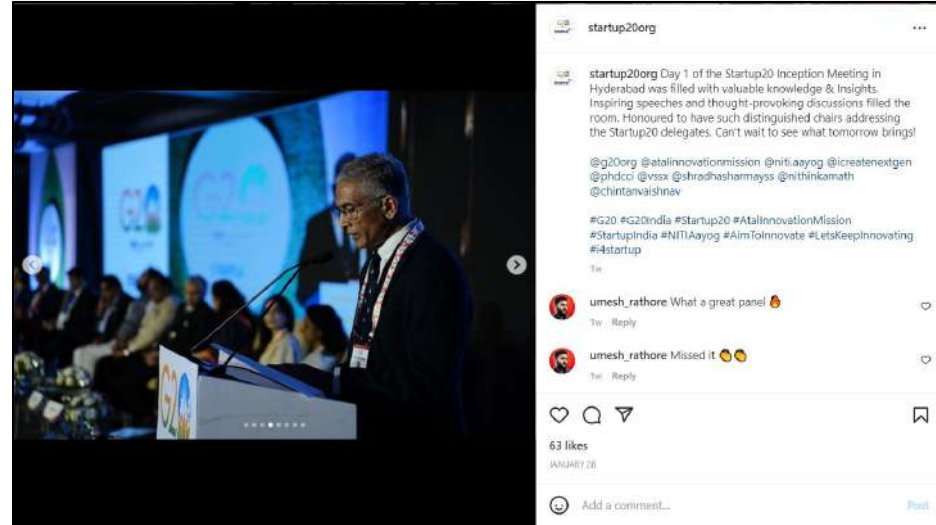 startup20org
startup20org Day 1 of the Startup20 Inception Meeting in
Hyderabad was filled with valuable knowledge & Insights.
Inspiring speeches and thought-provoking discussions filled the
room. Honoured to have such distinguished chairs addressing
the Startup20 delegates. Can't wait to see what tomorrow brings!
@g20org @atalinnovationmission @niti.aayog @icreatenextgen
@phdcci @vssx @shradhasharmayss @nithinkamath
@chintanvaishnav
#G20 #G20India #Startup20 #AtalInnovationMission
#StartupIndia #NITIAayog #AimToInnovate #LetsKeepInnovating
#i4startup
1w
umesh_rathore What a great panel 🔥
1w Reply
umesh_rathore Missed it 👏👏
1w Reply
63 likes
JANUARY 28
Add a comment...
Post
G20
G20
G20